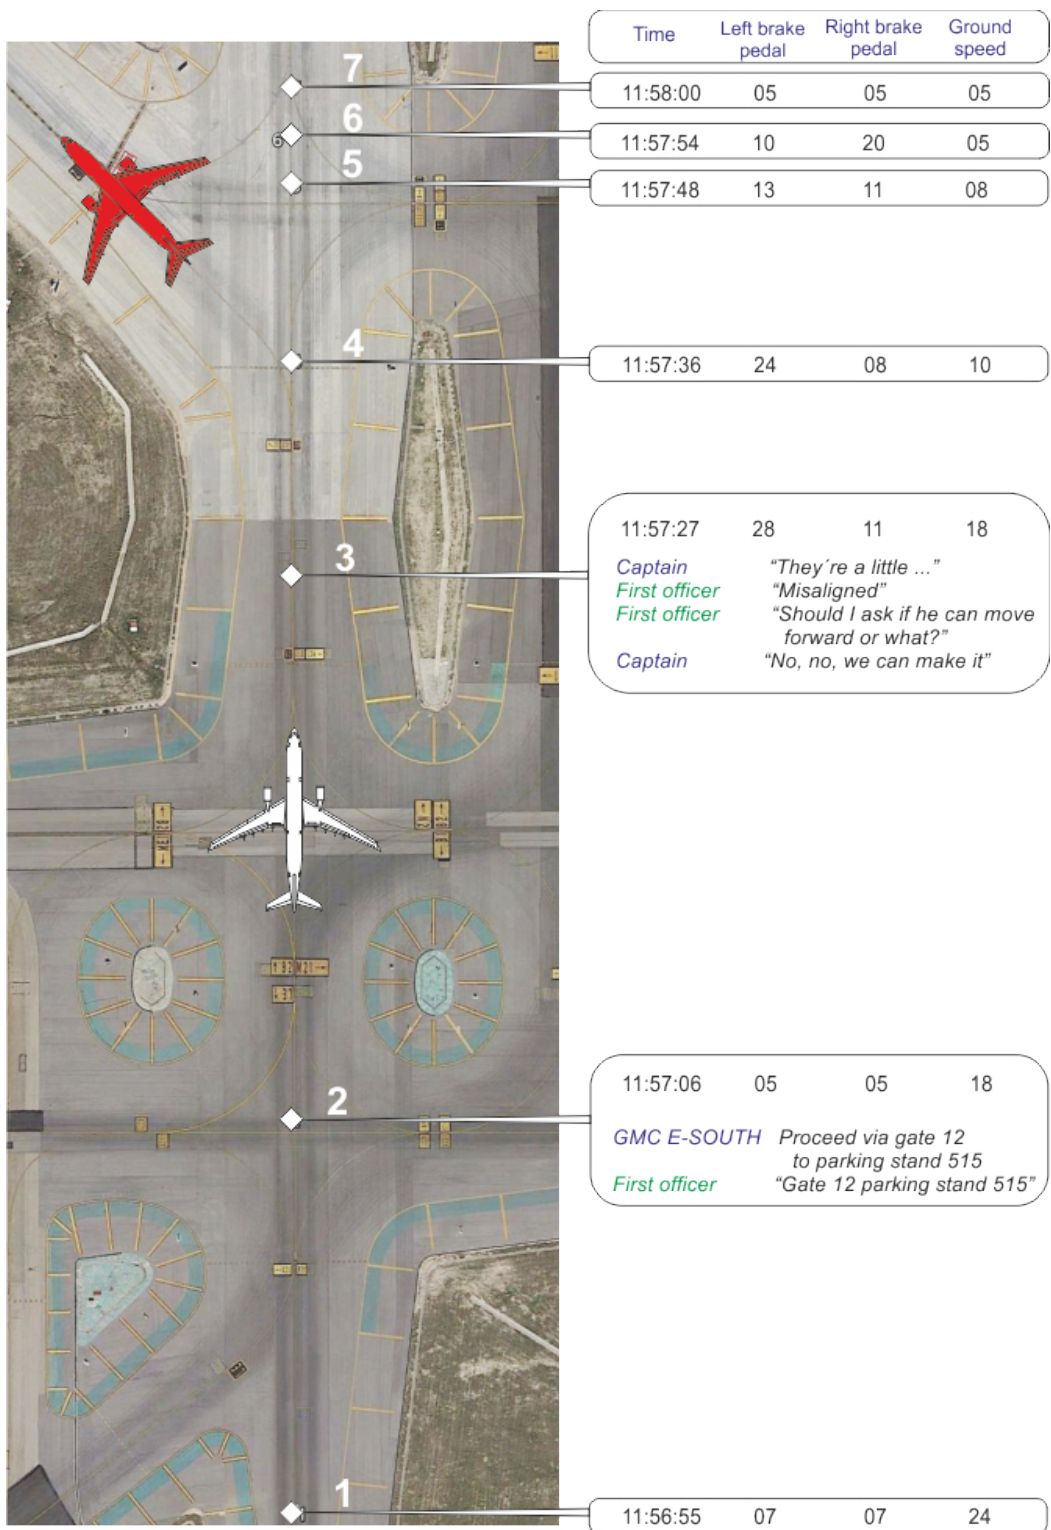 Time Left brake pedal Right brake pedal Ground speed
7
11:58:00 05 05 05
6
11:57:54 10 20 05
5
11:57:48 13 11 08
4
11:57:36 24 08 10
3
11:57:27 28 11 18
Captain "They´re a little ..."
First officer "Misaligned"
First officer "Should I ask if he can move
forward or what?"
Captain "No, no, we can make it"
2
11:57:06 05 05 18
GMC E-SOUTH Proceed via gate 12
to parking stand 515
First officer "Gate 12 parking stand 515"
1
11:56:55 07 07 24